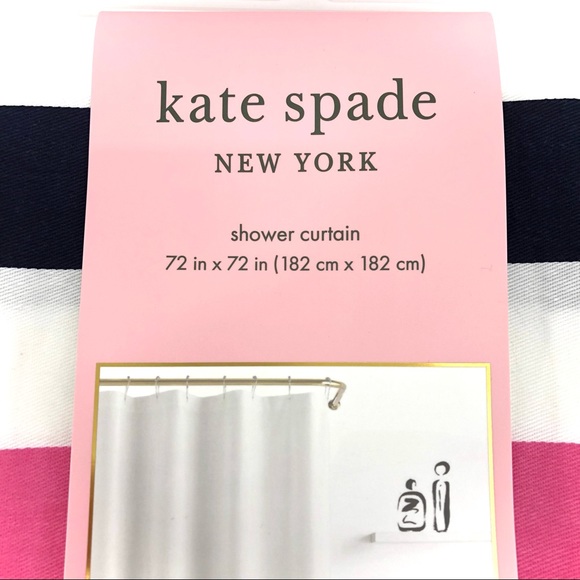 kate spade
NEW YORK
shower curtain
72 in x 72 in (182 cm x 182 cm)